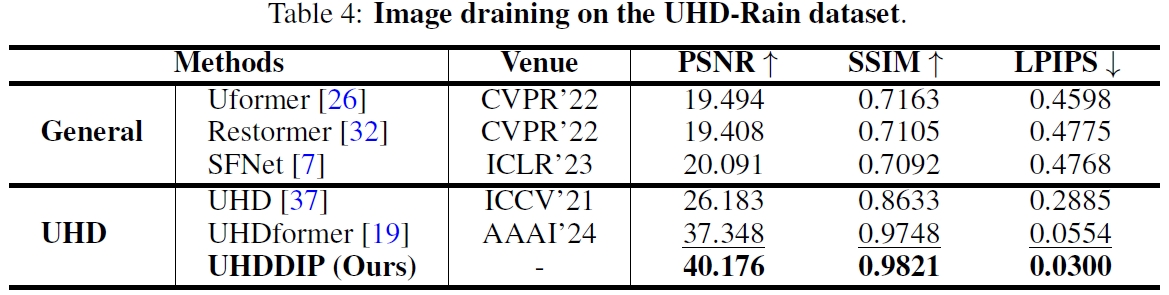 Table 4: Image draining on the UHD-Rain dataset.
Methods Venue PSNR ↑ SSIM ↑ LPIPS ↓
Uformer [26] CVPR'22 19.494 0.7163 0.4598
General Restormer [32] CVPR'22 19.408 0.7105 0.4775
SFNet [7] ICLR'23 20.091 0.7092 0.4768
UHD [37] ICCV'21 26.183 0.8633 0.2885
UHD UHDformer [19] AAAI'24 37.348 0.9748 0.0554
UHDDIP (Ours) - 40.176 0.9821 0.0300